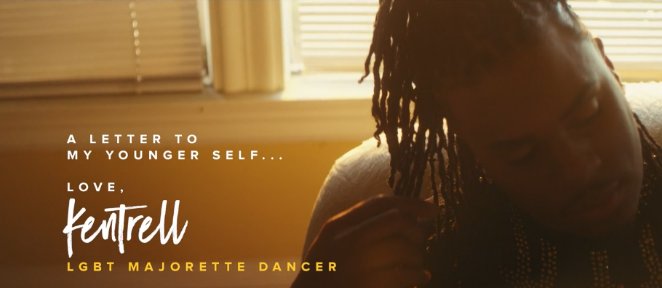 A LETTER TO
MY YOUNGER SELF...
LOVE,
Kentrell
LGBT MAJORETTE DANCER